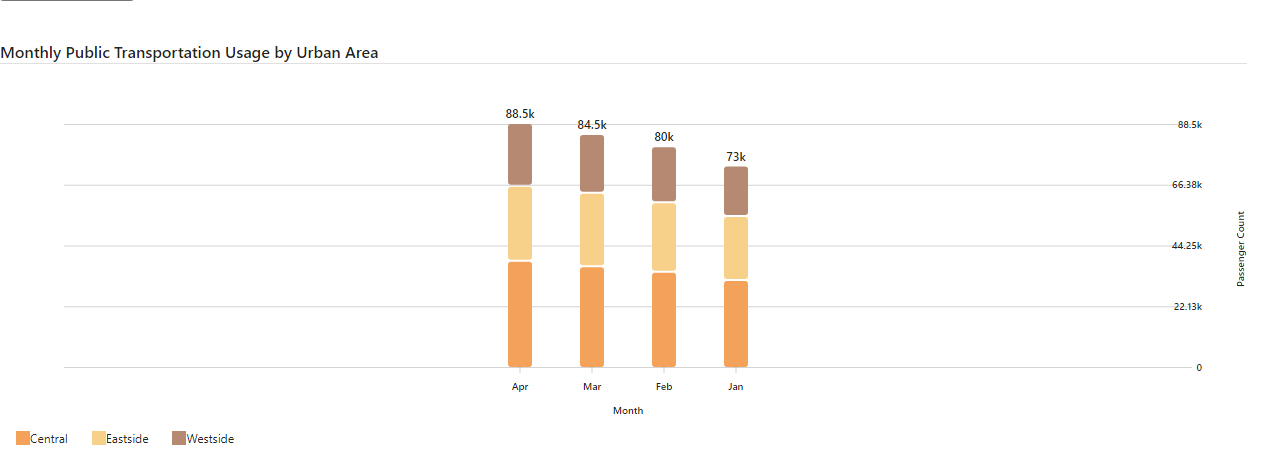 Monthly Public Transportation Usage by Urban Area
88.5k
84.5k
80k
73k
88.5k
66.38k
44.25k
22.13k
0
Passenger Count
Apr
Mar
Feb
Jan
Month
Central
Eastside
Westside